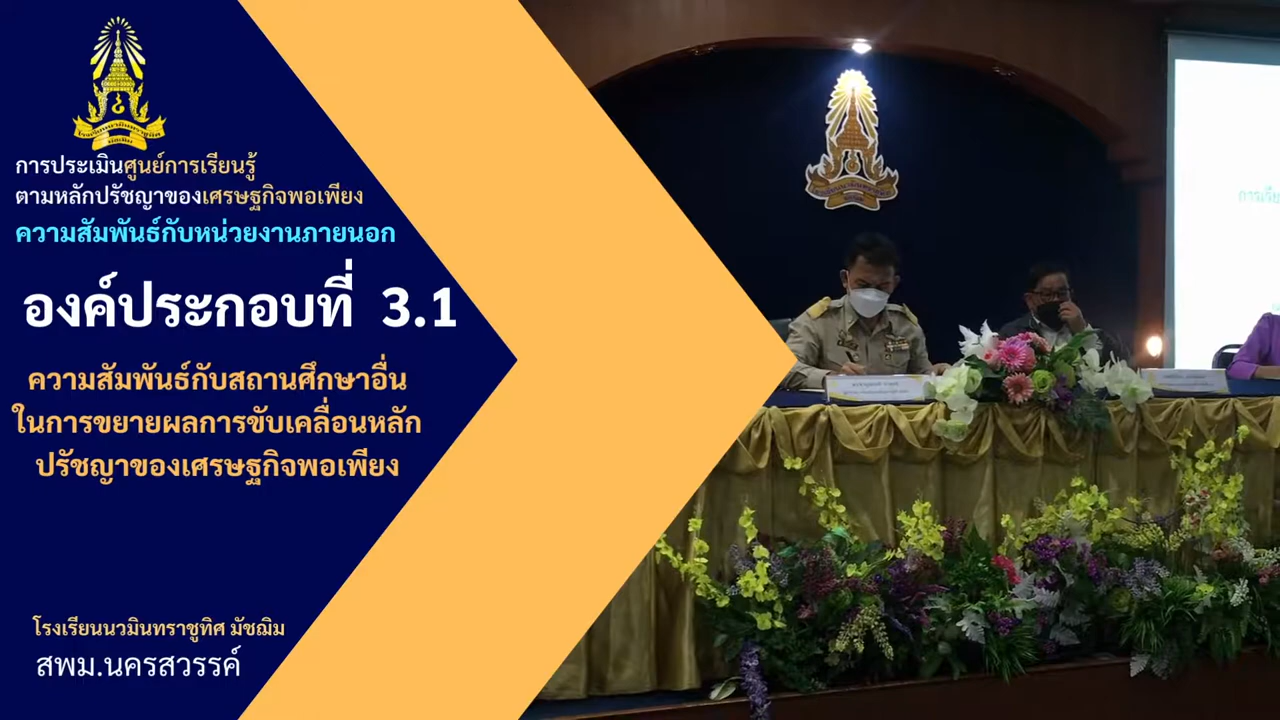 การประเมินศูนย์การเรียนรู้
ตามหลักปรัชญาของเศรษฐกิจพอเพียง
ความสัมพันธ์กับหน่วยงานภายนอก
องค์ประกอบที่ 3.1
ความสัมพันธ์กับสถานศึกษาอื่น
ในการขยายผลการขับเคลื่อนหลัก
ปรัชญาของเศรษฐกิจพอเพียง
โรงเรียนนวมินทราชูทิศ มัชฌิม
สพม.นครสวรรค์